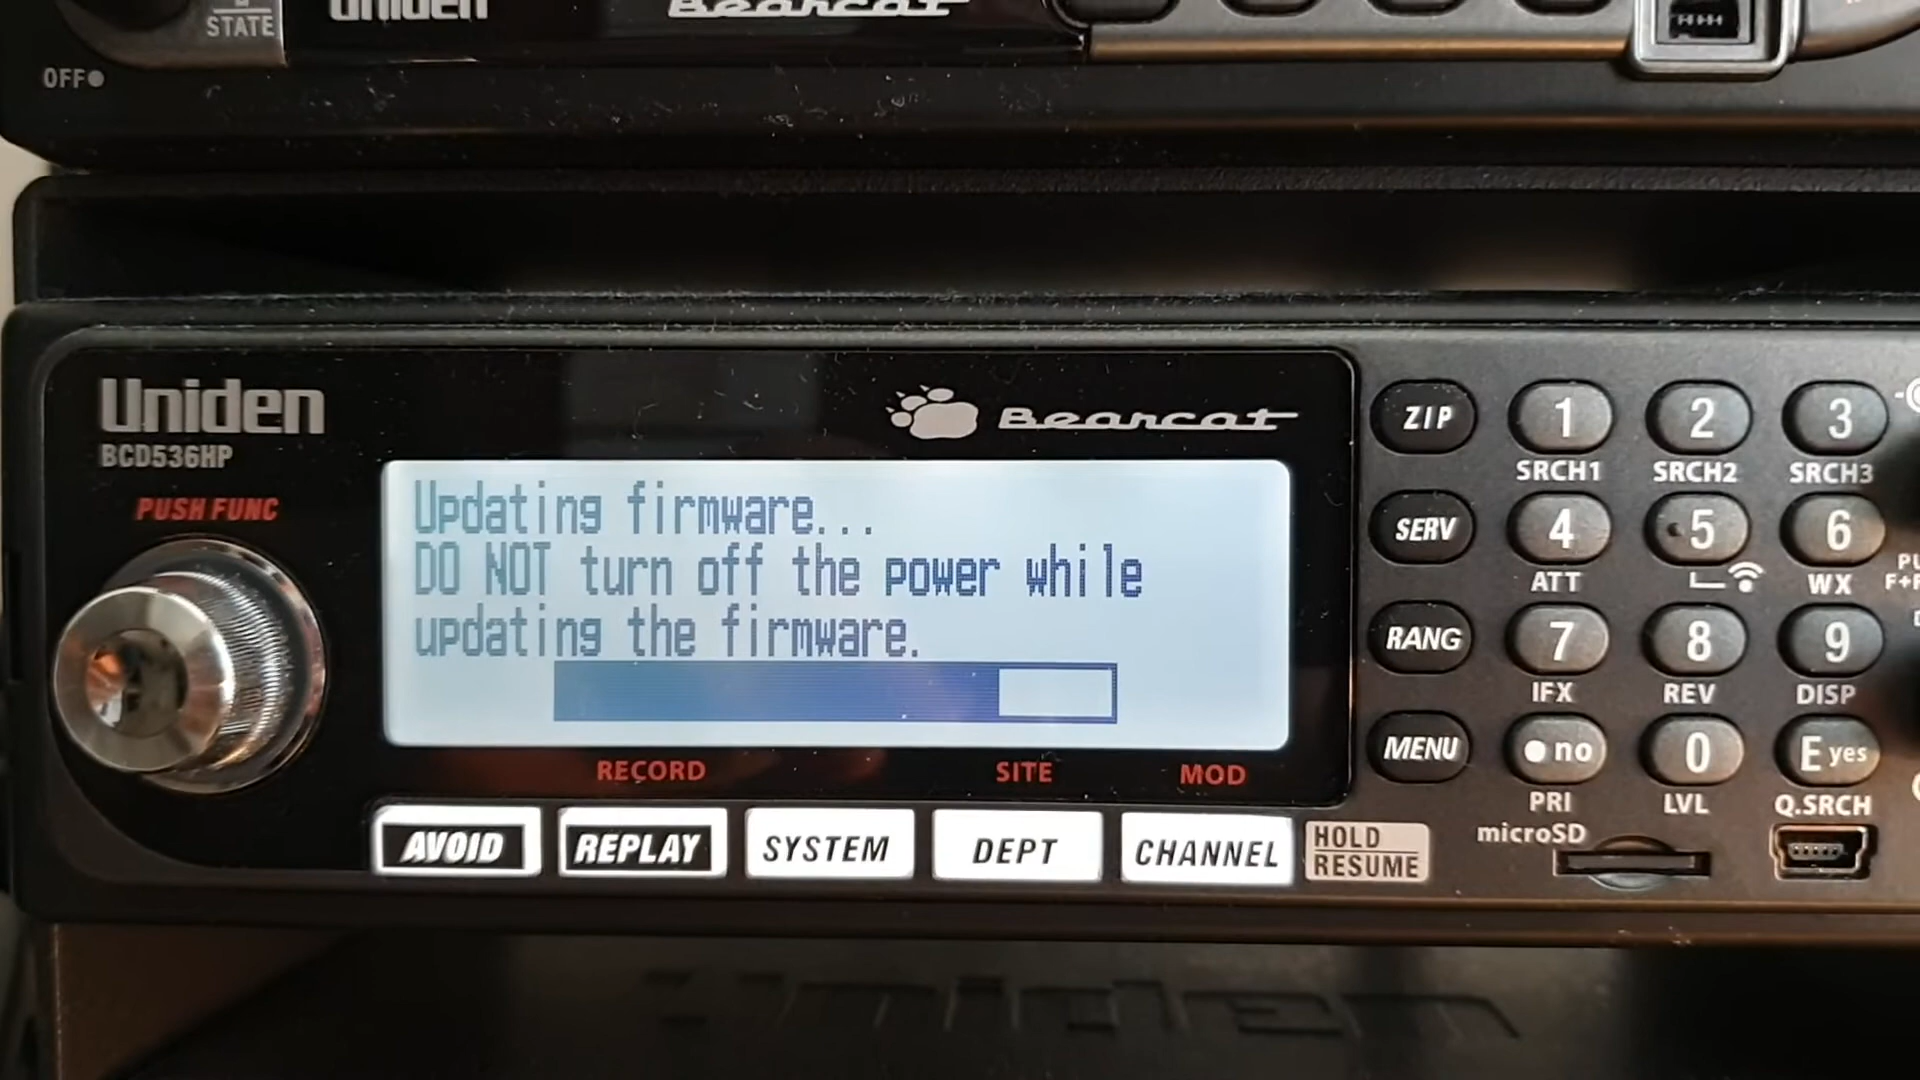 STATE
Uniden
Bearcat
OFF
Uniden
BCD536HP
Bearcat
PUSH FUNC
Updating firmware...
DO NOT turn off the power while
updating the firmware.
RECORD SITE MOD
AVOID REPLAY SYSTEM DEPT CHANNEL HOLD RESUME
ZIP 1 2 3
SRCH1 SRCH2 SRCH3
SERV 4 5 6
ATT WX
RANG 7 8 9
IFX REV DISP
MENU no 0 E yes
PRI LVL Q.SRCH
microSD
Uniden